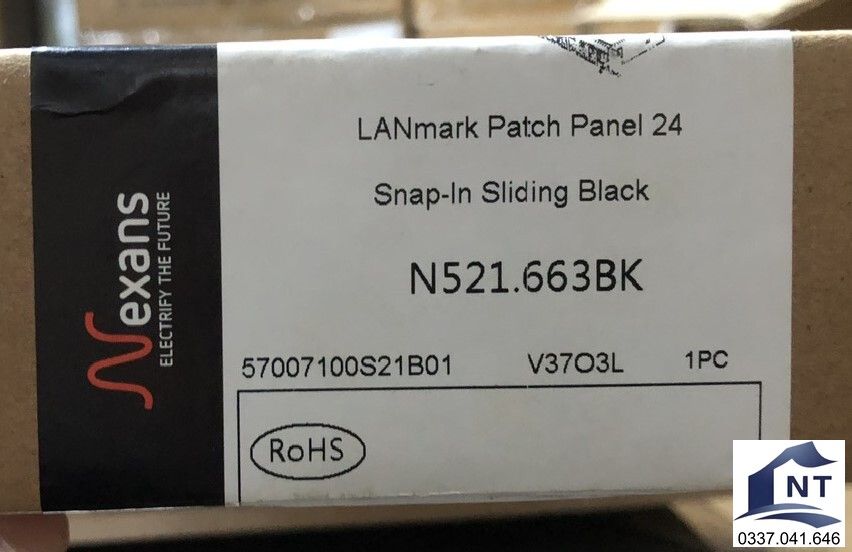 Nexans
ELECTRIFY THE FUTURE
LANmark Patch Panel 24
Snap-In Sliding Black
N521.663BK
57007100S21B01 V37O3L 1PC
RoHS
NT
0337.041.646